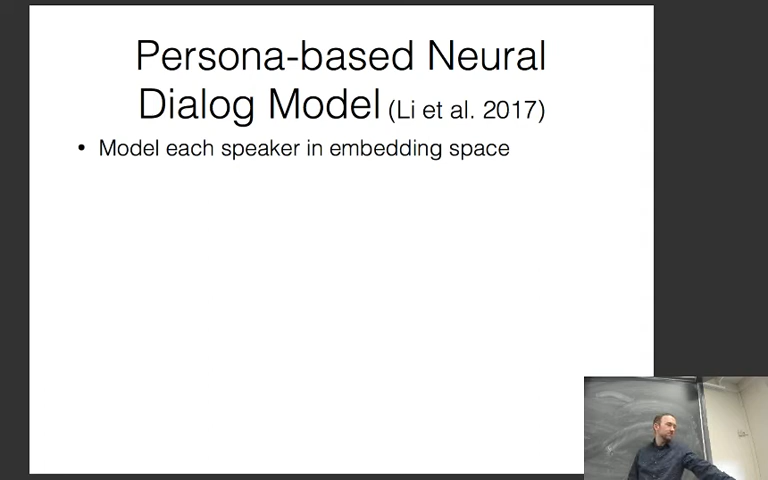 Persona-based Neural
Dialog Model (Li et al. 2017)
• Model each speaker in embedding space